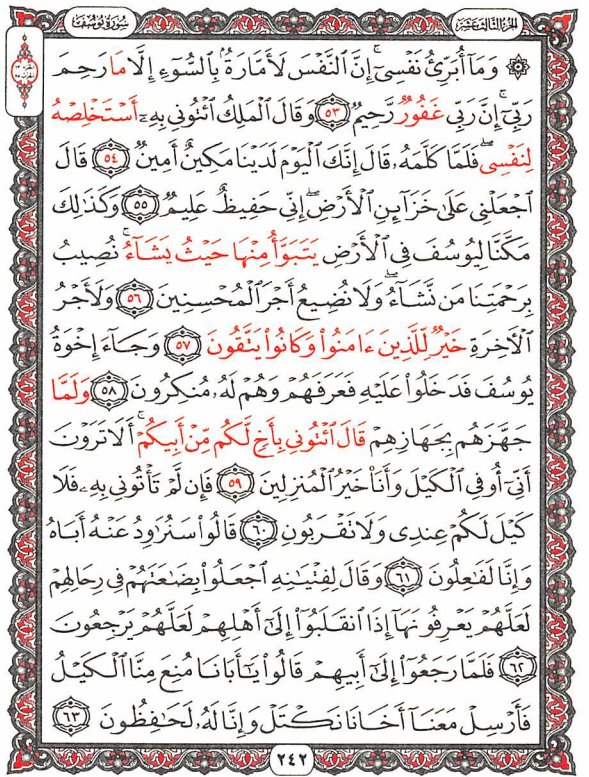 الجزء الثالث عشر
سورة يوسف
۞ وَمَآ أُبَرِّئُ نَفْسِىٓ ۚ إِنَّ ٱلنَّفْسَ لَأَمَّارَةٌۢ بِٱلسُّوٓءِ إِلَّا مَا رَحِمَ
رَبِّىٓ ۚ إِنَّ رَبِّى غَفُورٌ رَّحِيمٌ ٥٣ وَقَالَ ٱلْمَلِكُ ٱئْتُونِى بِهِۦٓ أَسْتَخْلِصْهُ
لِنَفْسِى ۖ فَلَمَّا كَلَّمَهُۥ قَالَ إِنَّكَ ٱلْيَوْمَ لَدَيْنَا مَكِينٌ أَمِينٌ ٥٤ قَالَ
ٱجْعَلْنِى عَلَىٰ خَزَآئِنِ ٱلْأَرْضِ ۖ إِنِّى حَفِيظٌ عَلِيمٌ ٥٥ وَكَذَٰلِكَ
مَكَّنَّا لِيُوسُفَ فِى ٱلْأَرْضِ يَتَبَوَّأُ مِنْهَا حَيْثُ يَشَآءُ ۚ نُصِيبُ
بِرَحْمَتِنَا مَن نَّشَآءُ ۖ وَلَا نُضِيعُ أَجْرَ ٱلْمُحْسِنِينَ ٥٦ وَلَأَجْرُ
ٱلْأَخِرَةِ خَيْرٌ لِّلَّذِينَ ءَامَنُوا۟ وَكَانُوا۟ يَتَّقُونَ ٥٧ وَجَآءَ إِخْوَةُ
يُوسُفَ فَدَخَلُوا۟ عَلَيْهِ فَعَرَفَهُمْ وَهُمْ لَهُۥ مُنكِرُونَ ٥٨ وَلَمَّا
جَهَّزَهُم بِجَهَازِهِمْ قَالَ ٱئْتُونِى بِأَخٍ لَّكُم مِّنْ أَبِيكُمْ ۚ أَلَا تَرَوْنَ
أَنِّىٓ أُوفِى ٱلْكَيْلَ وَأَنَا۠ خَيْرُ ٱلْمُنزِلِينَ ٥٩ فَإِن لَّمْ تَأْتُونِى بِهِۦ فَلَا
كَيْلَ لَكُمْ عِندِى وَلَا تَقْرَبُونِ ٦٠ قَالُوا۟ سَنُرَٰوِدُ عَنْهُ أَبَاهُ
وَإِنَّا لَفَٰعِلُونَ ٦١ وَقَالَ لِفِتْيَٰنِهِ ٱجْعَلُوا۟ بِضَٰعَتَهُمْ فِى رِحَالِهِمْ
لَعَلَّهُمْ يَعْرِفُونَهَآ إِذَا ٱنقَلَبُوٓا۟ إِلَىٰٓ أَهْلِهِمْ لَعَلَّهُمْ يَرْجِعُونَ
٦٢ فَلَمَّا رَجَعُوٓا۟ إِلَىٰٓ أَبِيهِمْ قَالُوا۟ يَٰٓأَبَانَا مُنِعَ مِنَّا ٱلْكَيْلُ
فَأَرْسِلْ مَعَنَآ أَخَانَا نَكْتَلْ وَإِنَّا لَهُۥ لَحَٰفِظُونَ ٦٣
٢٤٢